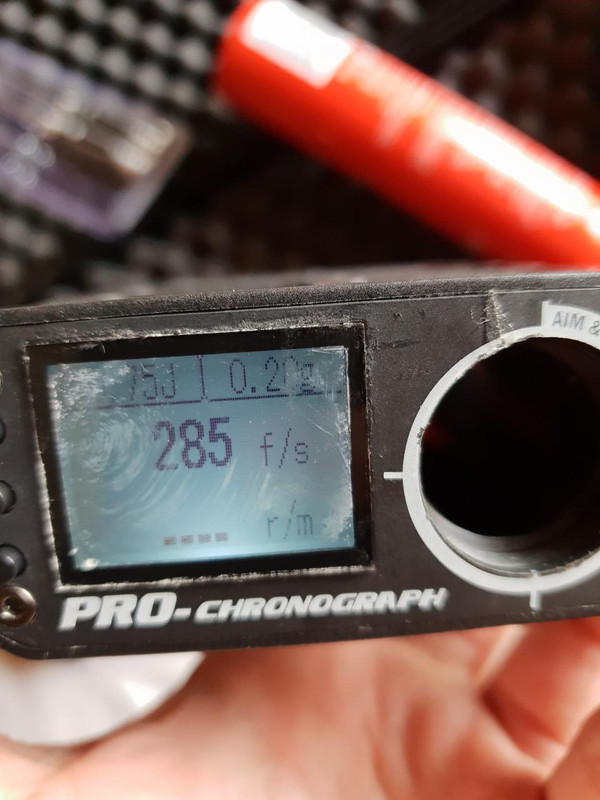 AIM &
75J 0.20g
285 f/s
---- r/m
PRO-CHRONOGRAPH